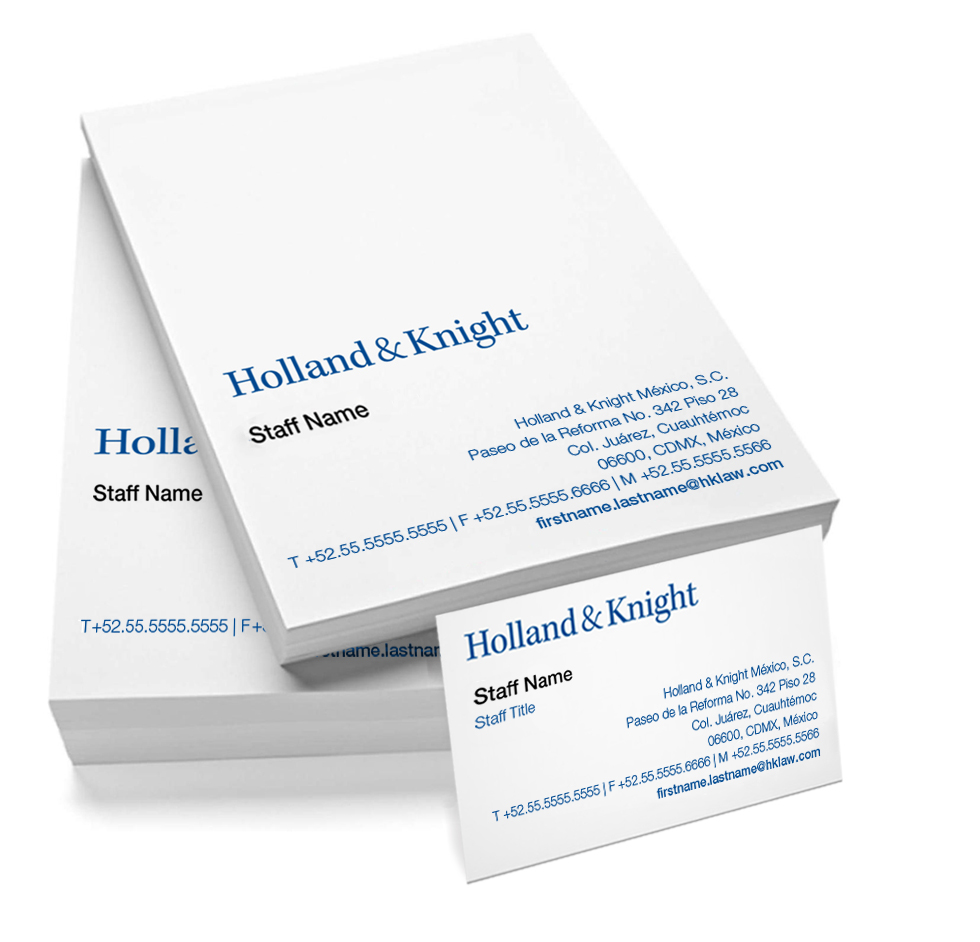 Holland & Knight
Staff Name
Holland & Knight México, S.C.
Paseo de la Reforma No. 342 Piso 28
Col. Juárez, Cuauhtémoc
06600, CDMX, México
T +52.55.5555.5555 | F +52.55.5555.6666 | M +52.55.5555.5566
firstname.lastname@hklaw.com
Holla
Staff Name
T+52.55.5555.5555 | F+
Holland & Knight
Staff Name
Staff Title
Holland & Knight México, S.C.
Paseo de la Reforma No. 342 Piso 28
Col. Juárez, Cuauhtémoc
06600, CDMX, México
T +52.55.5555.5555 | F +52.55.5555.6666 | M +52.55.5555.5566
firstname.lastname@hklaw.com